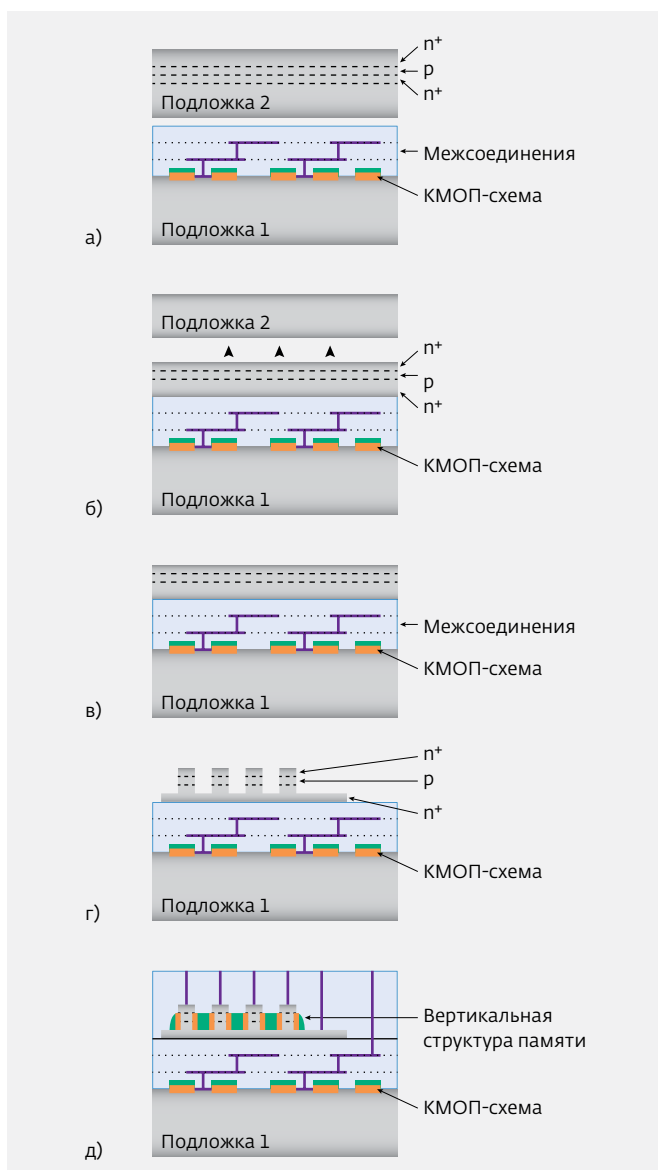 n⁺
p
n⁺
Подложка 2
Межсоединения
КМОП-схема
Подложка 1
а)
Подложка 2
n⁺
p
n⁺
КМОП-схема
Подложка 1
б)
Межсоединения
КМОП-схема
Подложка 1
в)
n⁺
p
n⁺
КМОП-схема
Подложка 1
г)
Вертикальная
структура памяти
КМОП-схема
Подложка 1
д)